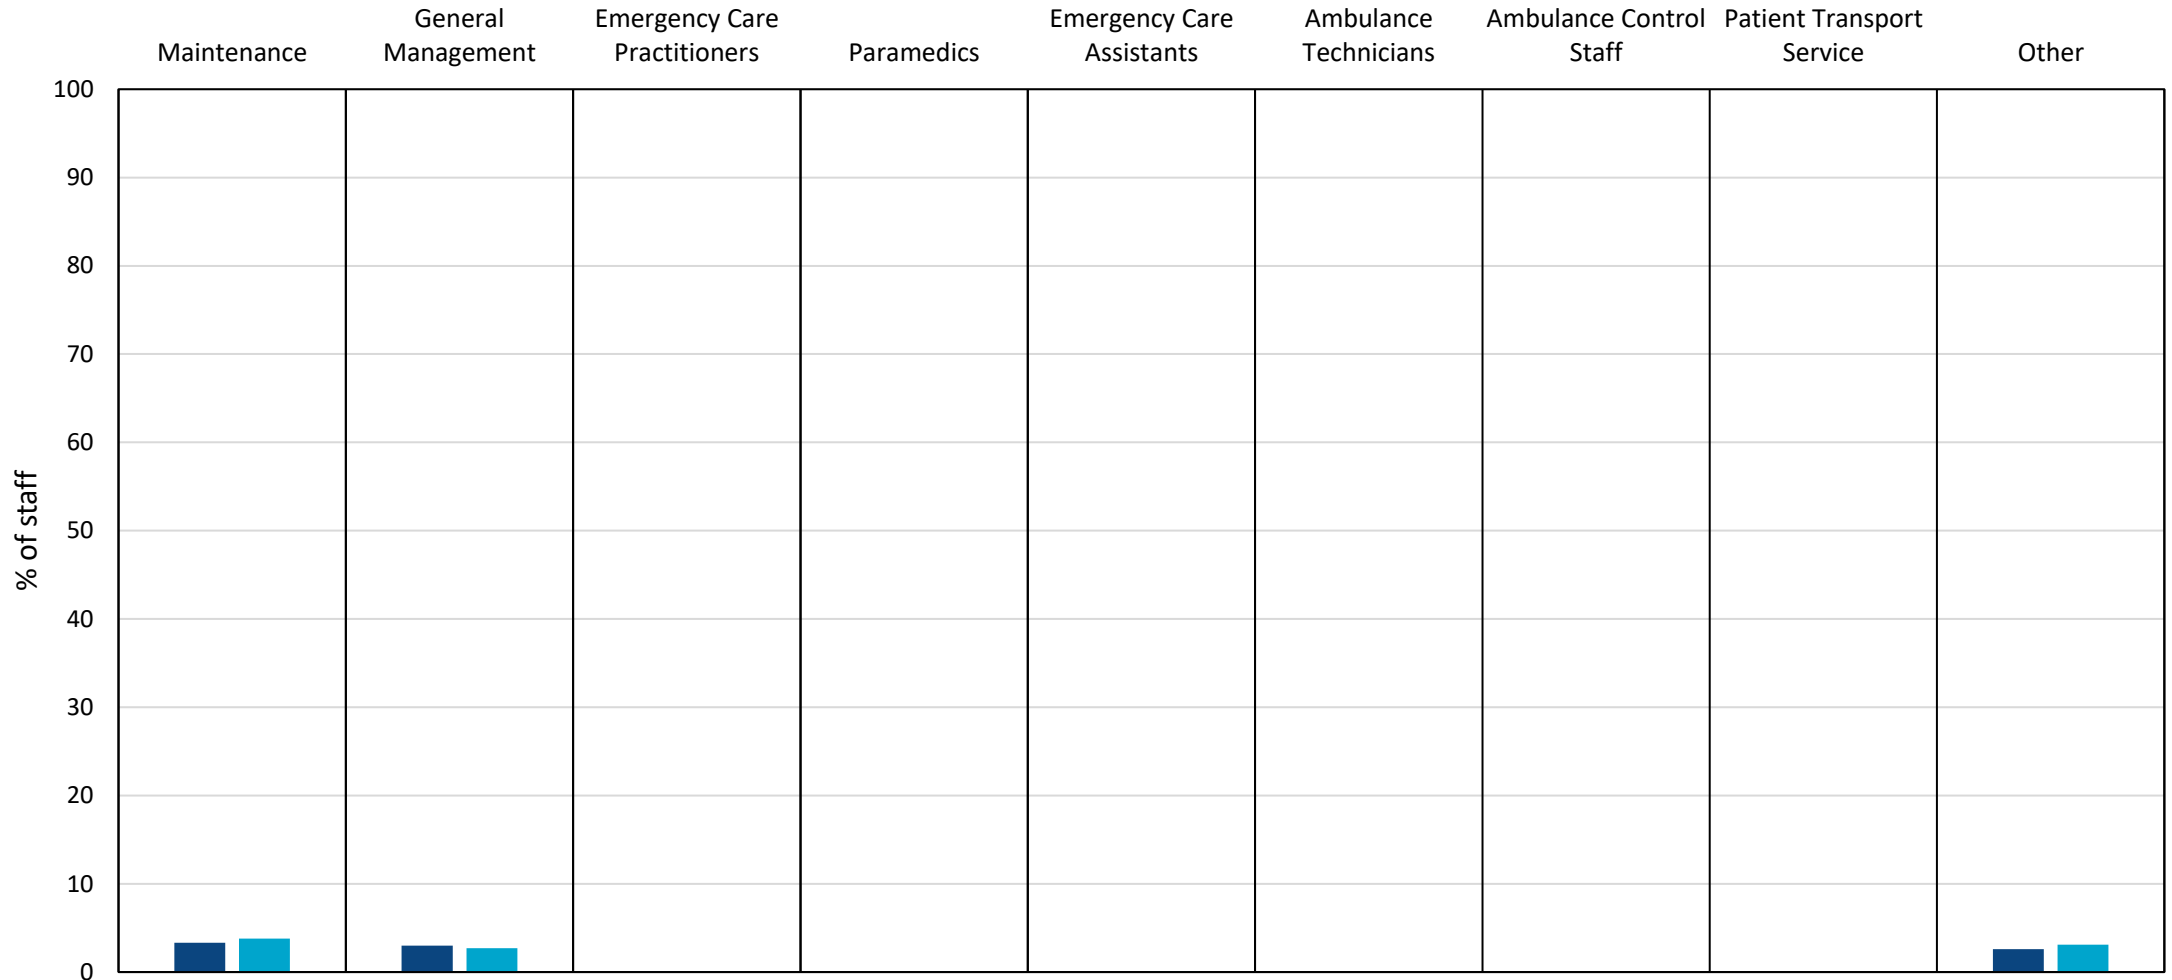 Maintenance
General
Management
Emergency Care
Practitioners
Paramedics
Emergency Care
Assistants
Ambulance
Technicians
Ambulance Control
Staff
Patient Transport
Service
Other
% of staff
100
90
80
70
60
50
40
30
20
10
0